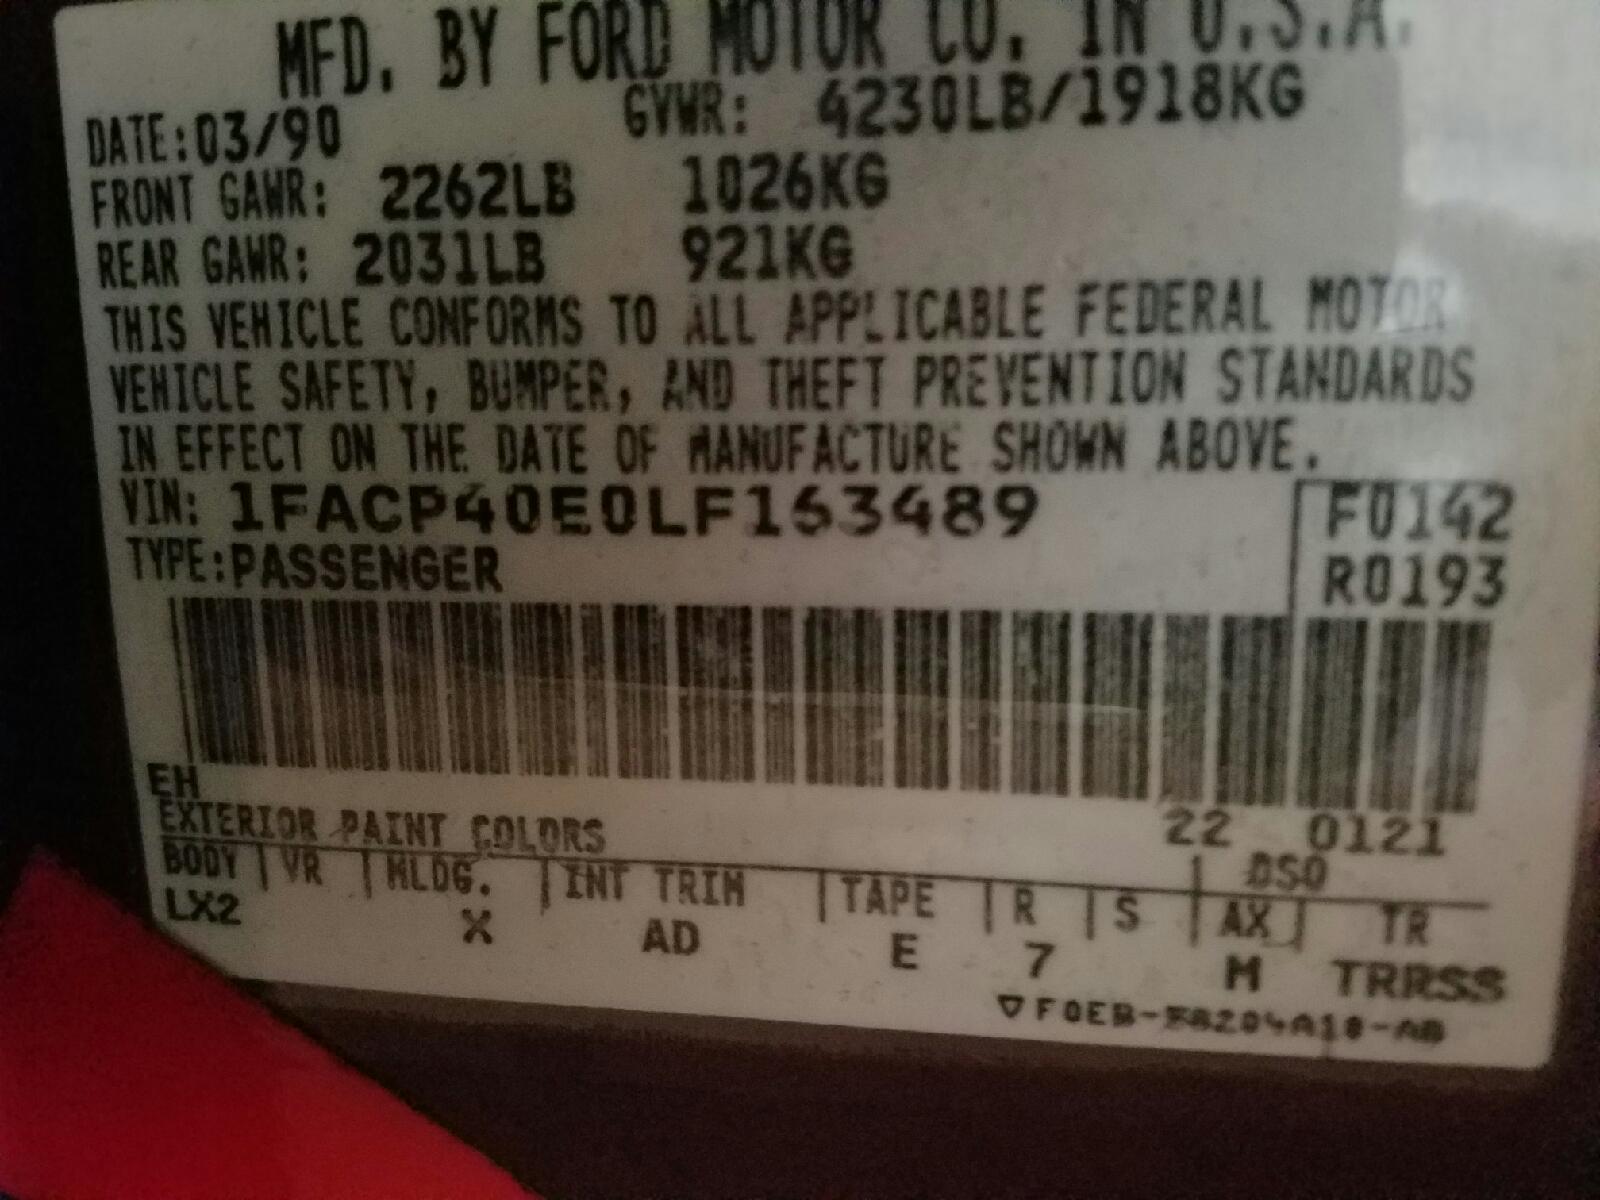 MFD. BY FORD MOTOR CO. IN U.S.A.
DATE:03/90 GVWR: 4230LB/1918KG
FRONT GAWR: 2262LB 1026KG
REAR GAWR: 2031LB 921KG
THIS VEHICLE CONFORMS TO ALL APPLICABLE FEDERAL MOTOR
VEHICLE SAFETY, BUMPER, AND THEFT PREVENTION STANDARDS
IN EFFECT ON THE DATE OF MANUFACTURE SHOWN ABOVE.
VIN: 1FACP40E0LF163489 F0142
TYPE:PASSENGER R0193
EH
EXTERIOR PAINT COLORS 22 0121
DSO
BODY | VR | MLDG. | INT TRIM | TAPE | R | S | AX | TR
LX2 X AD E 7 M TRRSS